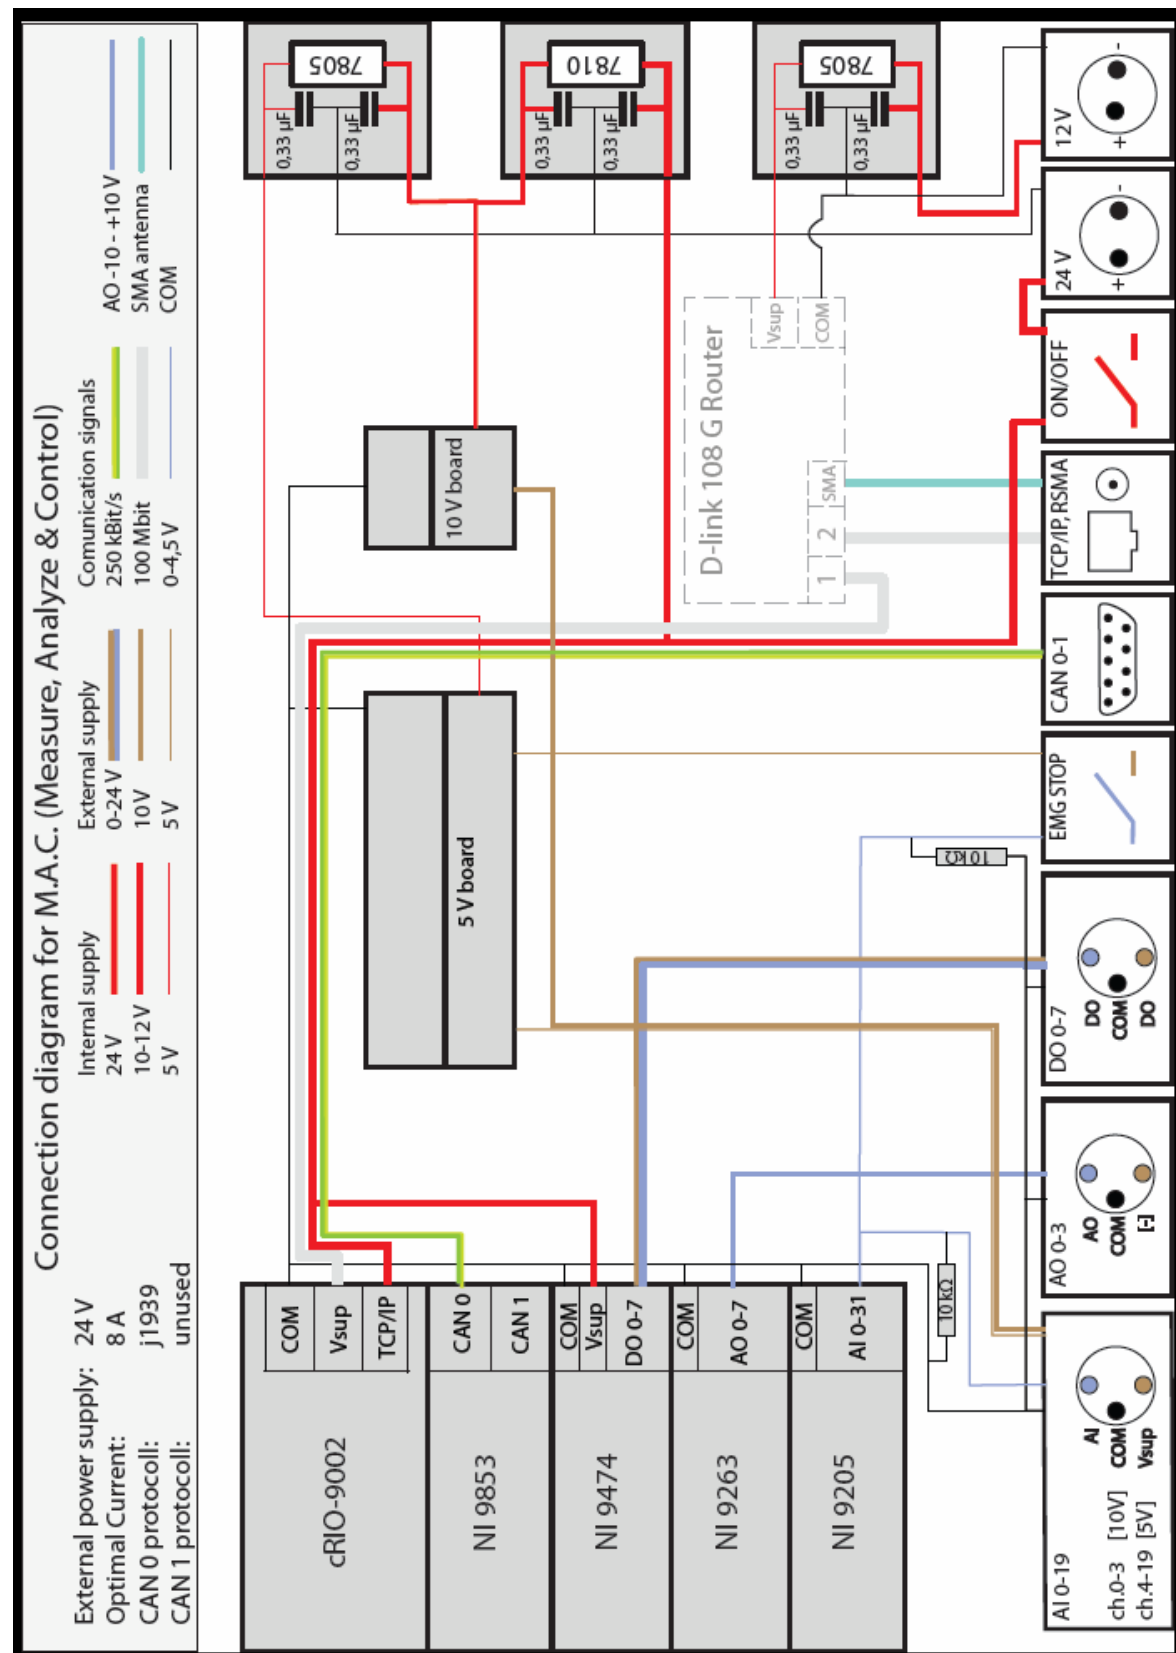 Connection diagram for M.A.C. (Measure, Analyze & Control)
External power supply: 24 V
Optimal Current: 8 A
CAN 0 protocoll: j1939
CAN 1 protocoll: unused
Internal supply
24 V
10-12 V
5 V
External supply
0-24 V
10 V
5 V
Comunication signals
250 kBit/s
100 Mbit
0-4,5 V
AO -10 - +10 V
SMA antenna
COM
7805
0,33 µF
0,33 µF
7810
0,33 µF
0,33 µF
7805
0,33 µF
0,33 µF
10 V board
5 V board
D-link 108 G Router
Vsup
COM
1
2
SMA
cRIO-9002
COM
Vsup
TCP/IP
NI 9853
CAN 0
CAN 1
NI 9474
COM
Vsup
DO 0-7
NI 9263
COM
AO 0-7
NI 9205
COM
AI 0-31
10 kΩ
10 kΩ
AI 0-19
ch.0-3 [10V]
ch.4-19 [5V]
AI
COM
Vsup
AO 0-3
AO
COM
[-]
DO 0-7
DO
COM
DO
EMG STOP
CAN 0-1
TCP/IP, RSMA
ON/OFF
24 V
+
-
12 V
+
-